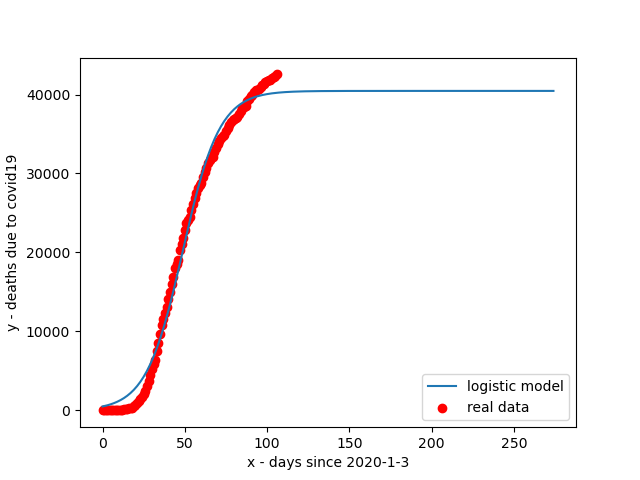 40000
30000
20000
10000
0
y - deaths due to covid19
0 50 100 150 200 250
x - days since 2020-1-3
logistic model
real data